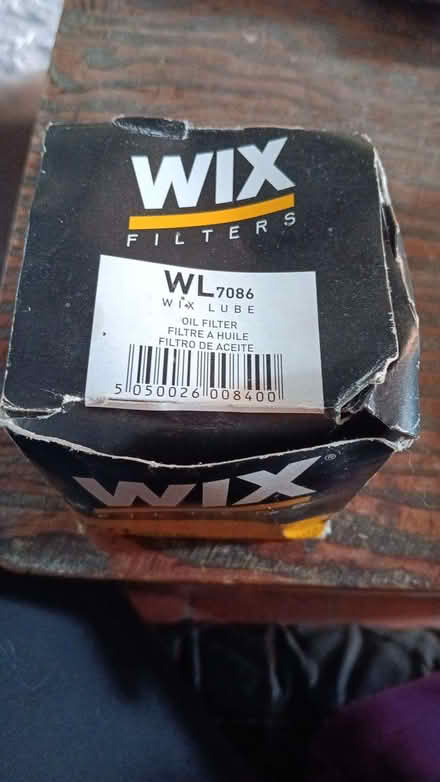 WIX
FILTERS
WL7086
WIX LUBE
OIL FILTER
FILTRE A HUILE
FILTRO DE ACEITE
5 050026 008400
WIX®